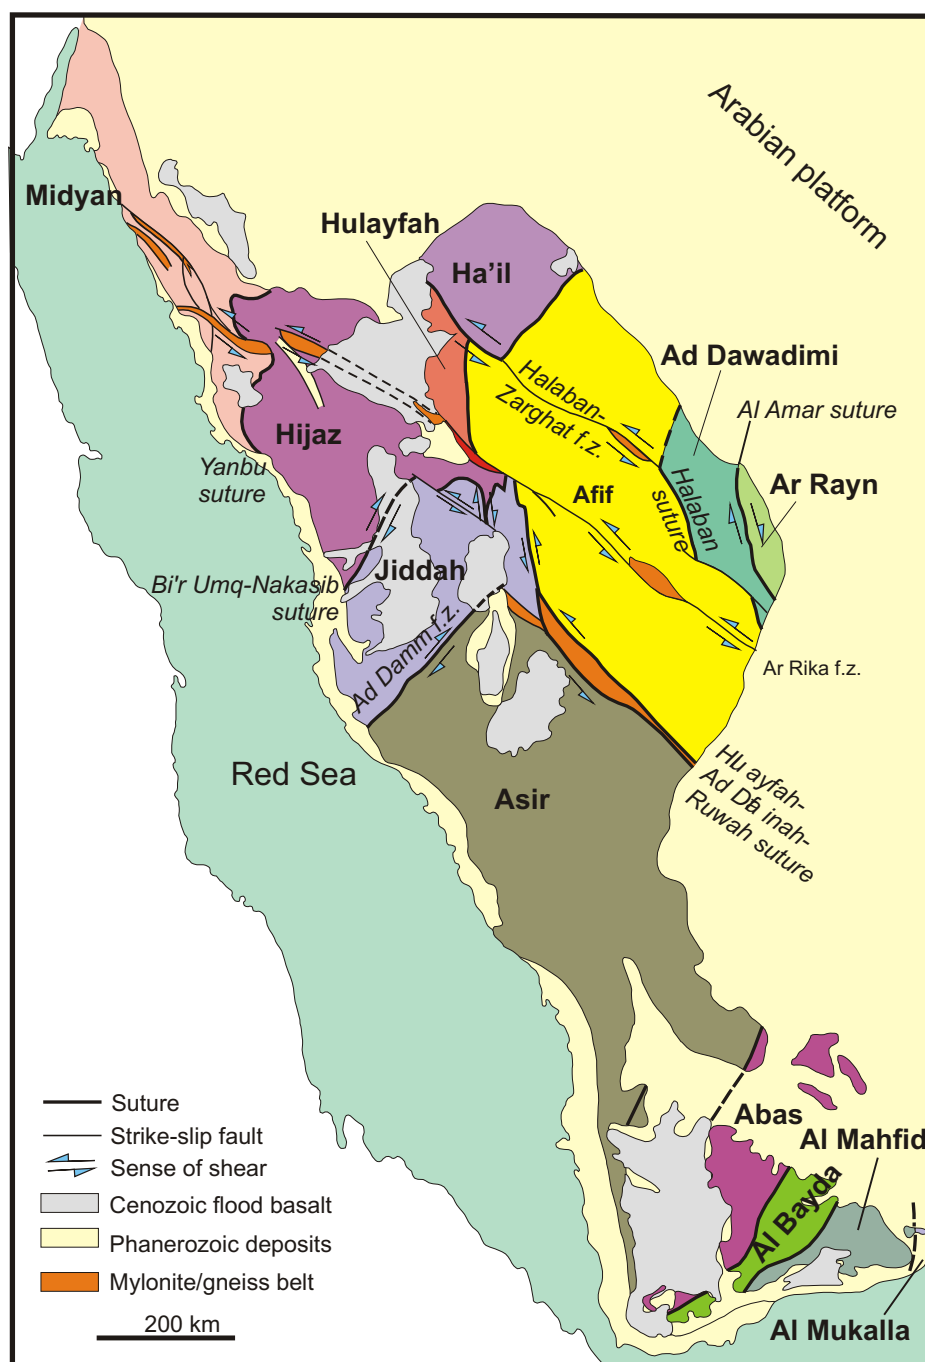 Arabian platform
Midyan
Hulayfah
Ha'il
Ad Dawadimi
Al Amar suture
Halaban-
Zarghat f.z.
Hijaz
Yanbu
suture
Afif
Halaban
suture
Ar Rayn
Bi'r Umq-Nakasib
suture
Jiddah
Ad Damm f.z.
Ar Rika f.z.
Red Sea
Asir
Ruwah suture
Suture
Strike-slip fault
Sense of shear
Cenozoic flood basalt
Phanerozoic deposits
Mylonite/gneiss belt
200 km
Abas
Al Mahfid
Al Bayda
Al Mukalla